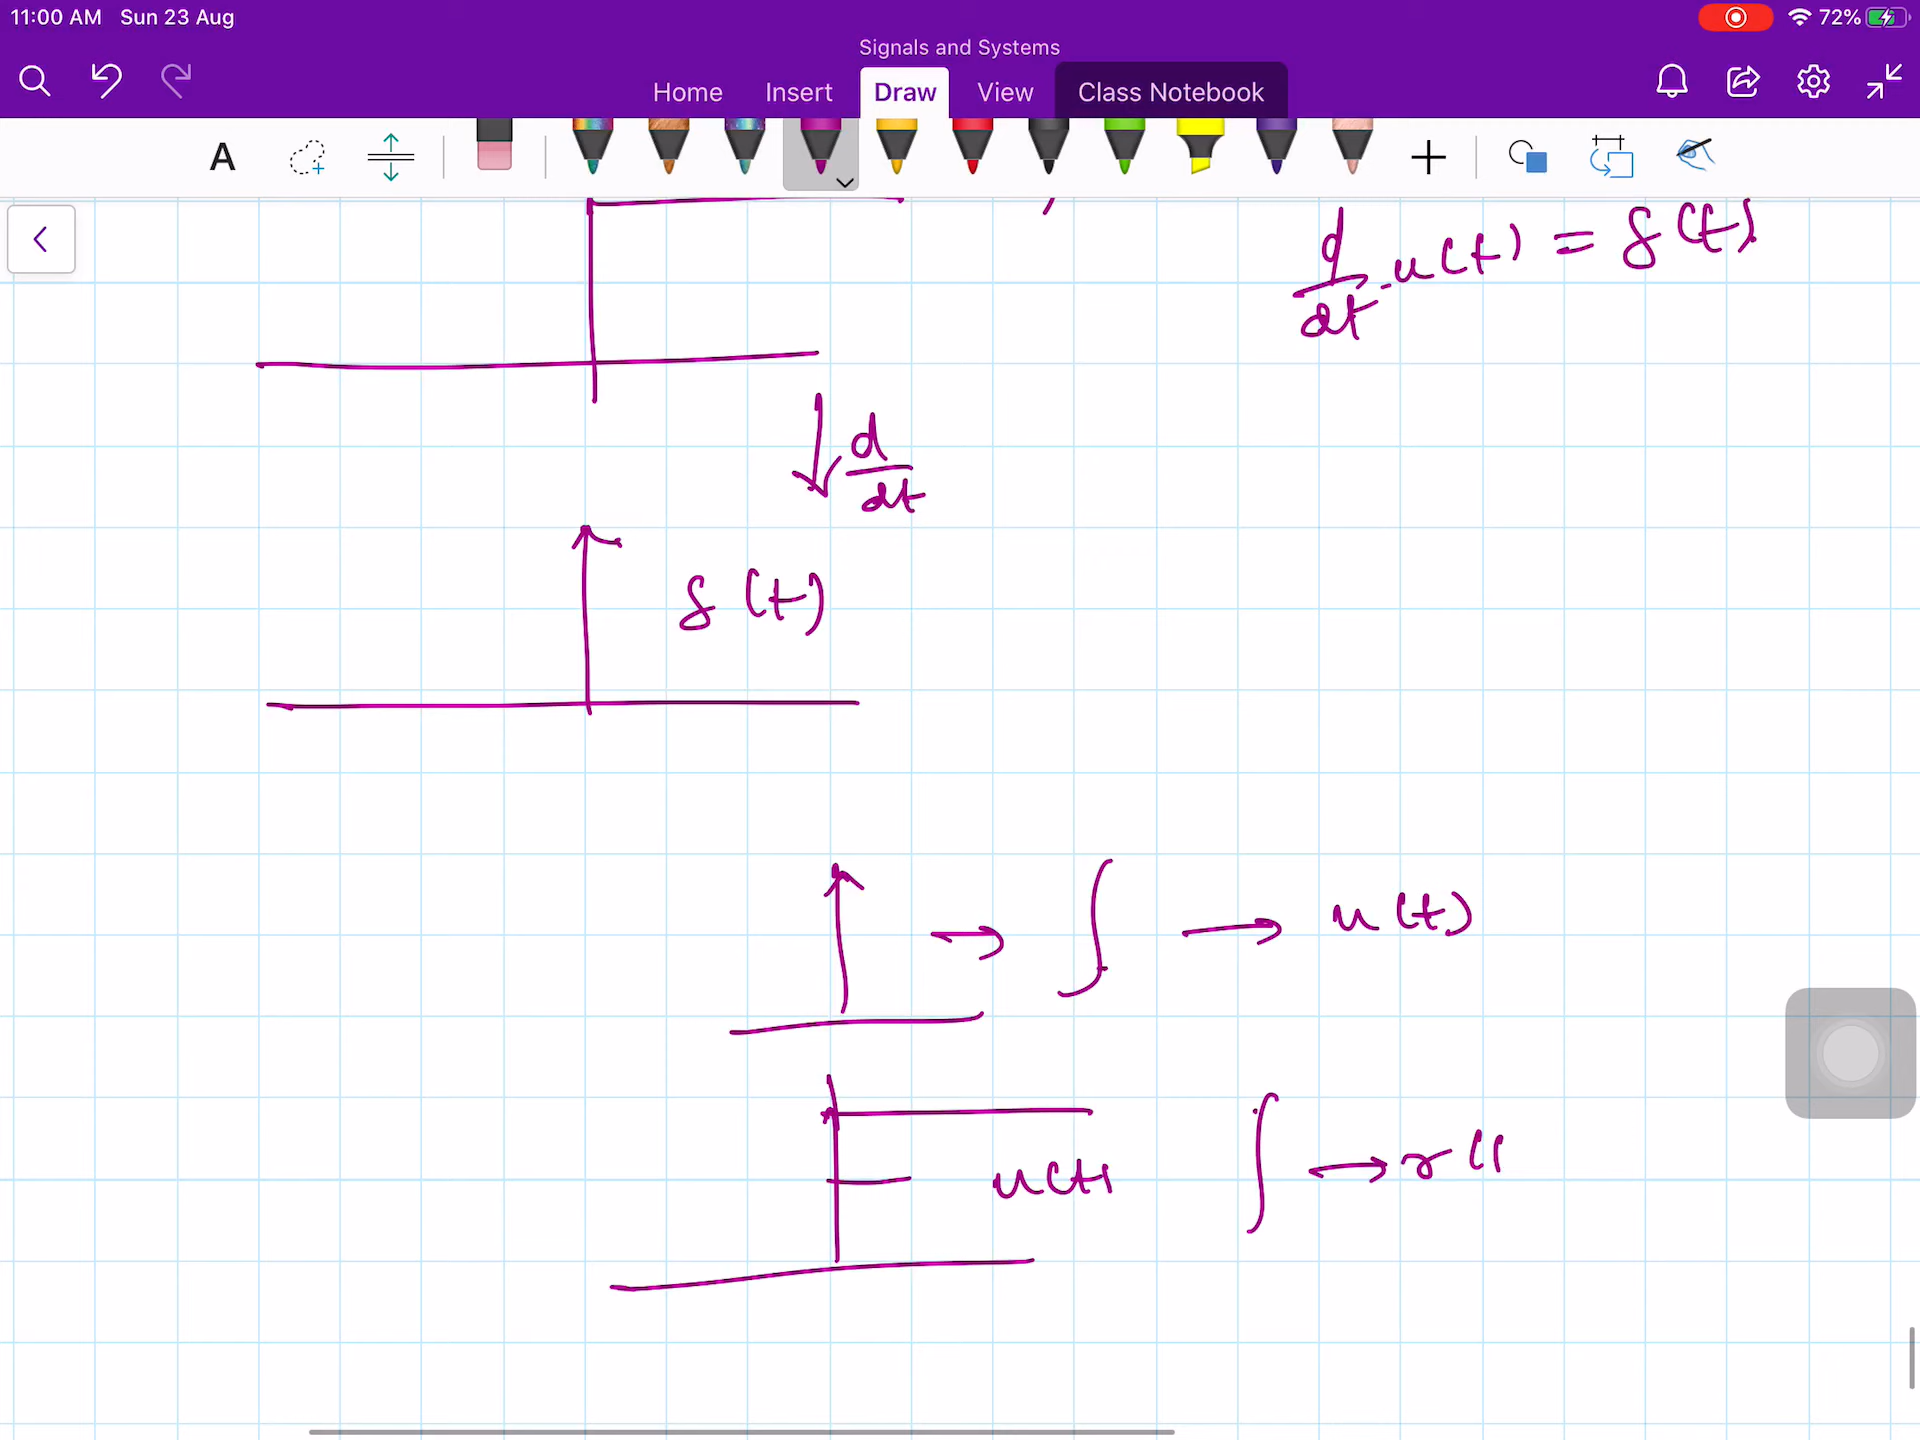 11:00 AM Sun 23 Aug
72%
Signals and Systems
Home Insert Draw View Class Notebook
A
d/dt u(t) = δ(t)
d/dt
δ(t)
∫ → u(t)
u(t) ∫ → r(